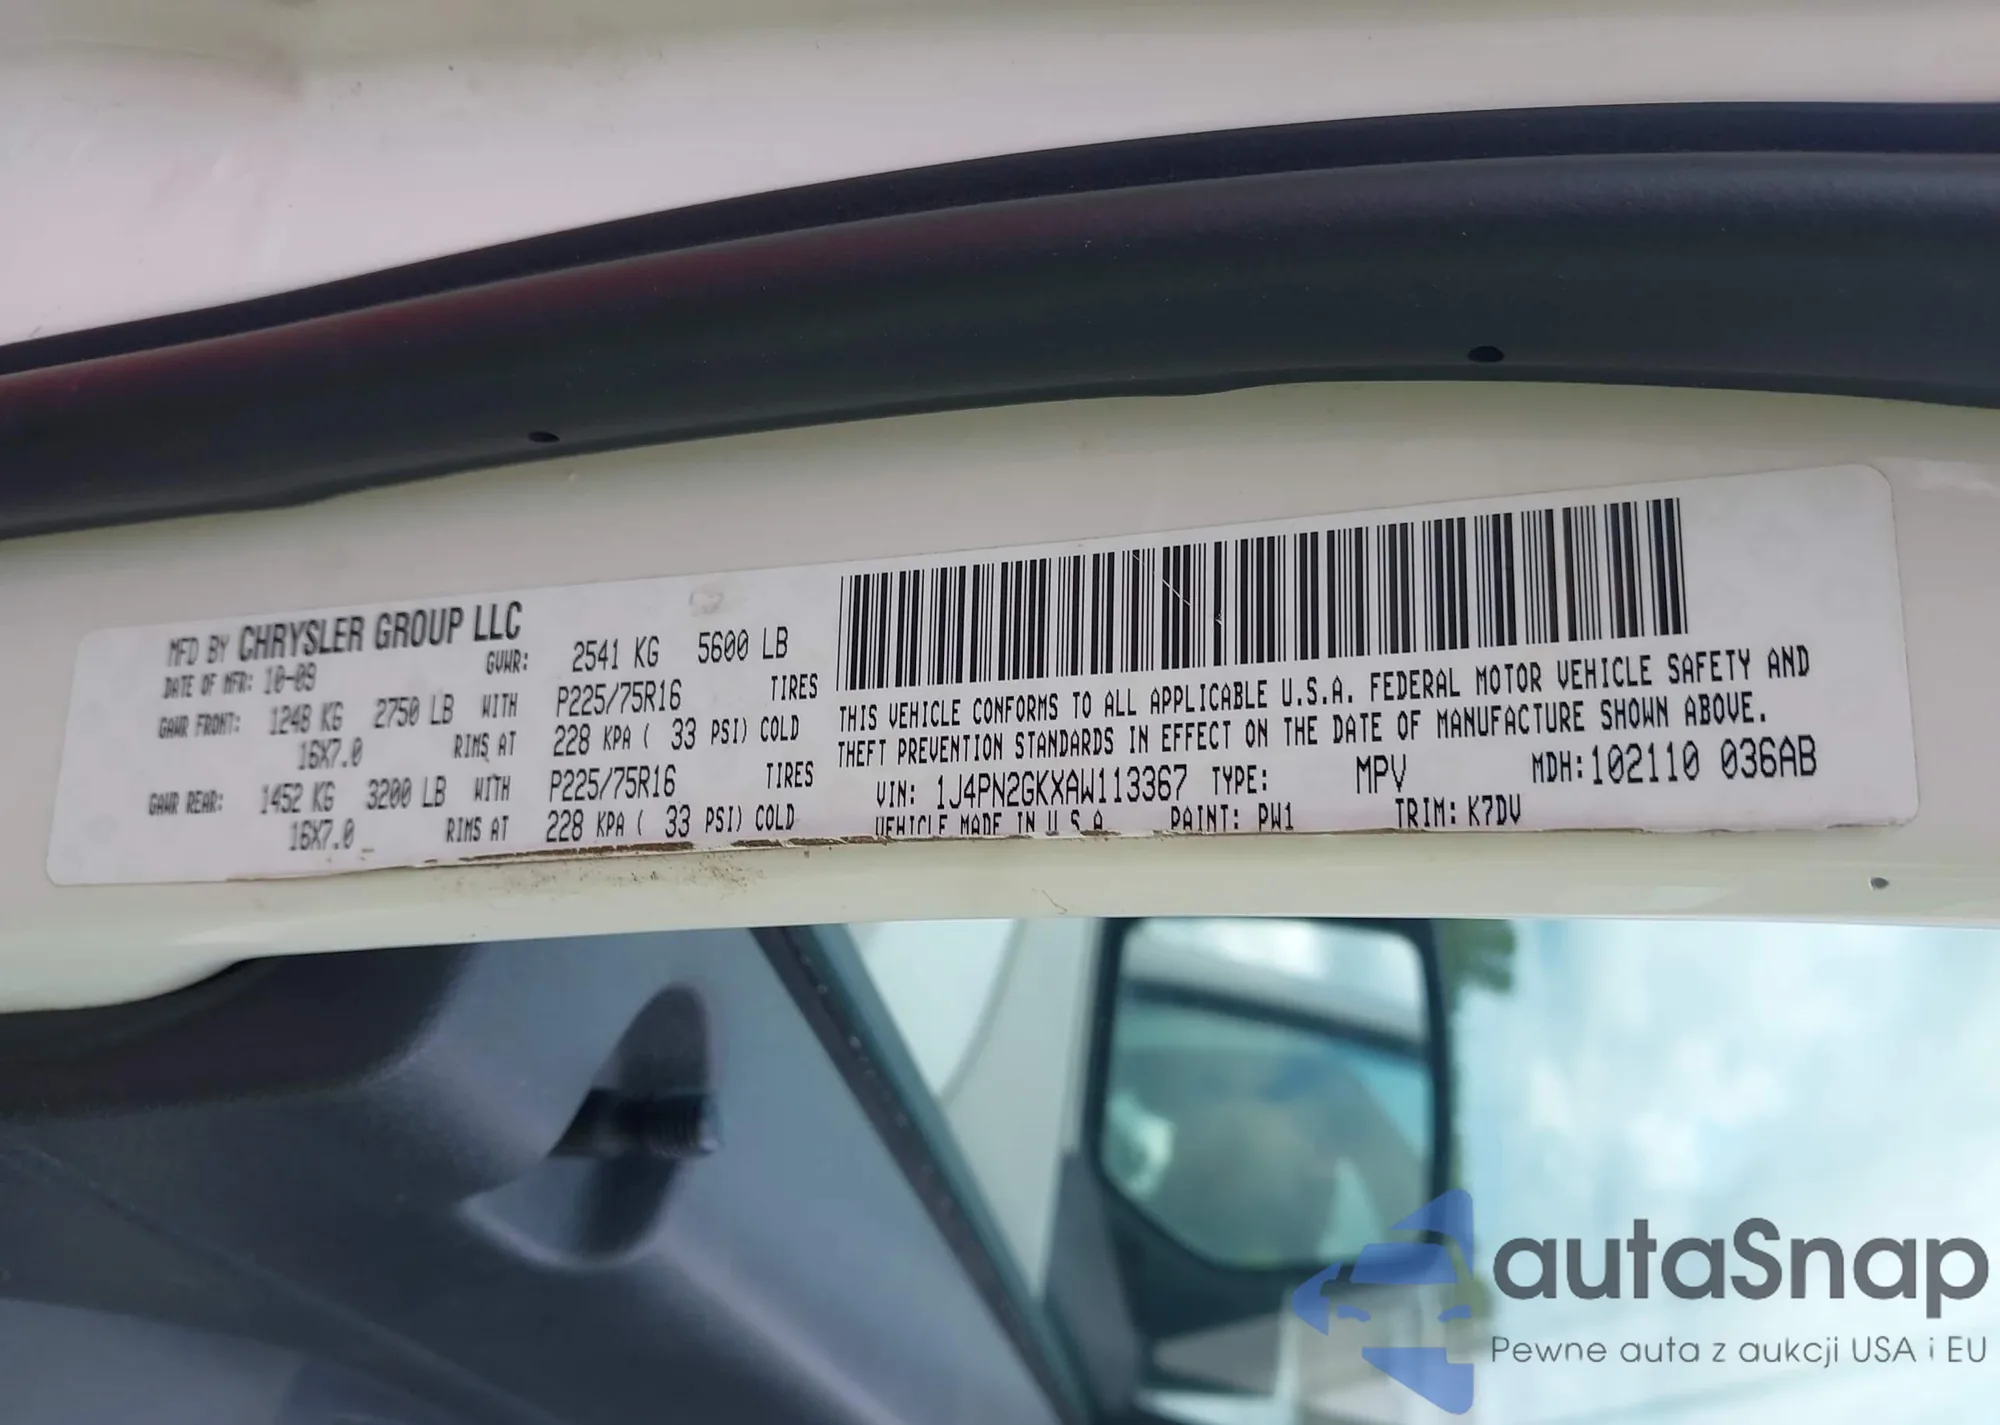 MFD BY CHRYSLER GROUP LLC
DATE OF MFR: 10-09 GVWR: 2541 KG 5600 LB
GAWR FRONT: 1248 KG 2750 LB WITH P225/75R16 TIRES
16X7.0 RIMS AT 228 KPA ( 33 PSI) COLD
GAWR REAR: 1452 KG 3200 LB WITH P225/75R16 TIRES
16X7.0 RIMS AT 228 KPA ( 33 PSI) COLD
THIS VEHICLE CONFORMS TO ALL APPLICABLE U.S.A. FEDERAL MOTOR VEHICLE SAFETY AND
THEFT PREVENTION STANDARDS IN EFFECT ON THE DATE OF MANUFACTURE SHOWN ABOVE.
VIN: 1J4PN2GKXAW113367 TYPE: MPV MDH:102110 036AB
VEHICLE MADE IN U.S.A. PAINT: PW1 TRIM: K7DV
autaSnap
Pewne auta z aukcji USA i EU